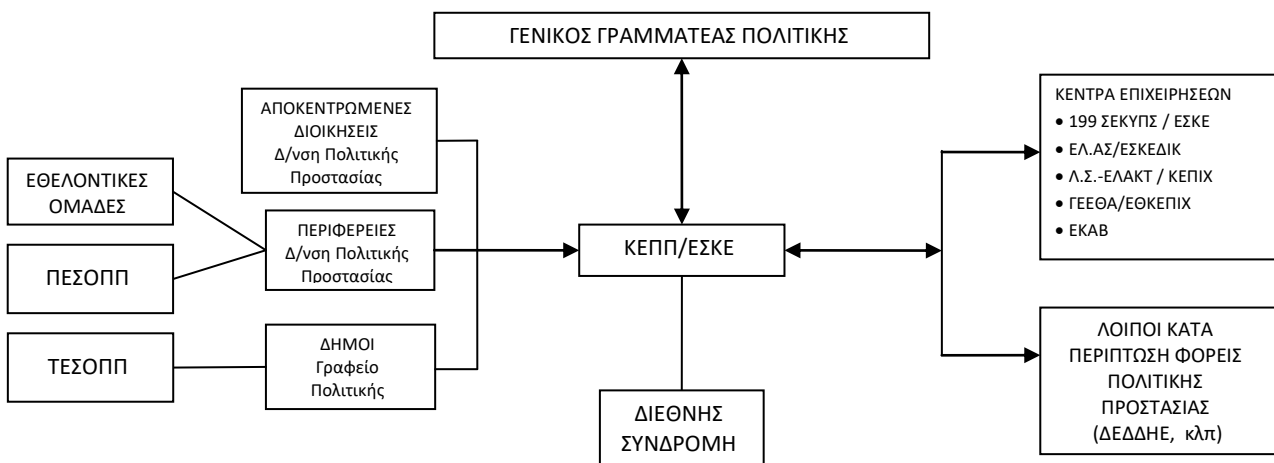 ΓΕΝΙΚΟΣ ΓΡΑΜΜΑΤΕΑΣ ΠΟΛΙΤΙΚΗΣ
ΑΠΟΚΕΝΤΡΩΜΕΝΕΣ
ΔΙΟΙΚΗΣΕΙΣ
Δ/νση Πολιτικής
Προστασίας
ΕΘΕΛΟΝΤΙΚΕΣ
ΟΜΑΔΕΣ
ΠΕΡΙΦΕΡΕΙΕΣ
Δ/νση Πολιτικής
Προστασίας
ΠΕΣΟΠΠ
ΤΕΣΟΠΠ
ΔΗΜΟΙ
Γραφείο
Πολιτικής
ΚΕΠΠ/ΕΣΚΕ
ΔΙΕΘΝΗΣ
ΣΥΝΔΡΟΜΗ
ΚΕΝΤΡΑ ΕΠΙΧΕΙΡΗΣΕΩΝ
• 199 ΣΕΚΥΠΣ / ΕΣΚΕ
• ΕΛ.ΑΣ/ΕΣΚΕΔΙΚ
• Λ.Σ.-ΕΛΑΚΤ / ΚΕΠΙΧ
• ΓΕΕΘΑ/ΕΘΚΕΠΙΧ
• ΕΚΑΒ
ΛΟΙΠΟΙ ΚΑΤΑ
ΠΕΡΙΠΤΩΣΗ ΦΟΡΕΙΣ
ΠΟΛΙΤΙΚΗΣ
ΠΡΟΣΤΑΣΙΑΣ
(ΔΕΔΔΗΕ, κλπ)